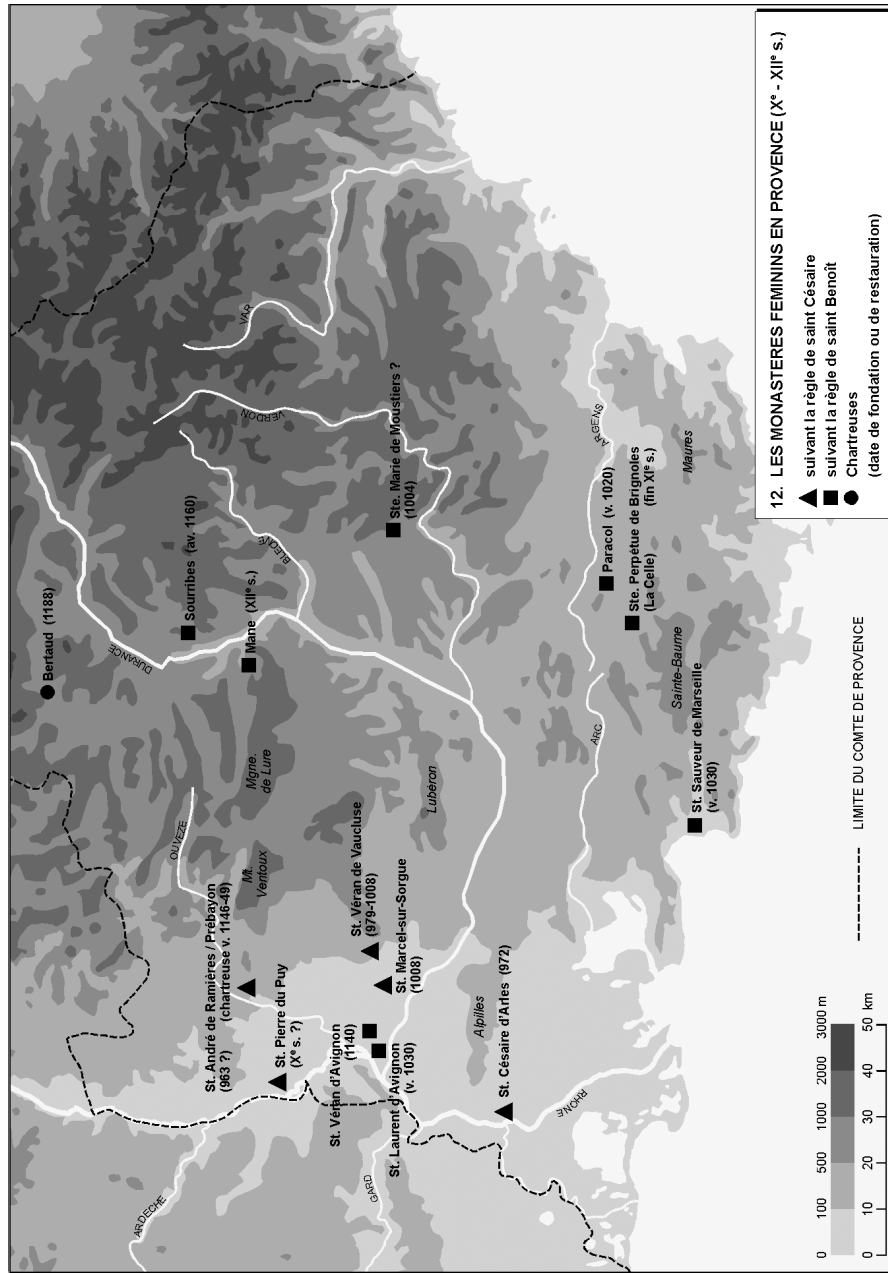 12. LES MONASTERES FEMININS EN PROVENCE (Xᵉ - XIIᵉ s.)
suivant la règle de saint Césaire
suivant la règle de saint Benoît
Chartreuses
(date de fondation ou de restauration)
Bertaud (1188)
DURANCE
Sourribes (av. 1160)
Mane (XIIᵉ s.)
BLEONE
VAR
VERDON
Ste. Marie de Moustiers ?
(1004)
OUVEZE
Mgne.
de Lure
Mt.
Ventoux
St. André de Ramières / Prébayon
(963 ?) (chartreuse v. 1146-49)
St. Pierre du Puy
(Xᵉ s. ?)
St. Véran de Vaucluse
(979-1008)
St. Marcel-sur-Sorgue
(1008)
St. Véran d'Avignon
(1140)
St. Laurent d'Avignon
(v. 1030)
ARDECHE
GARD
Lubéron
Alpilles
St. Césaire d'Arles (972)
RHONE
ARC
ARGENS
Paracol (v. 1020)
Ste. Perpétue de Brignoles
(La Celle) (fin XIᵉ s.)
Maures
Sainte-Baume
St. Sauveur de Marseille
(v. 1030)
LIMITE DU COMTE DE PROVENCE
0 100 500 1000 2000 3000 m
0 10 20 30 40 50 km